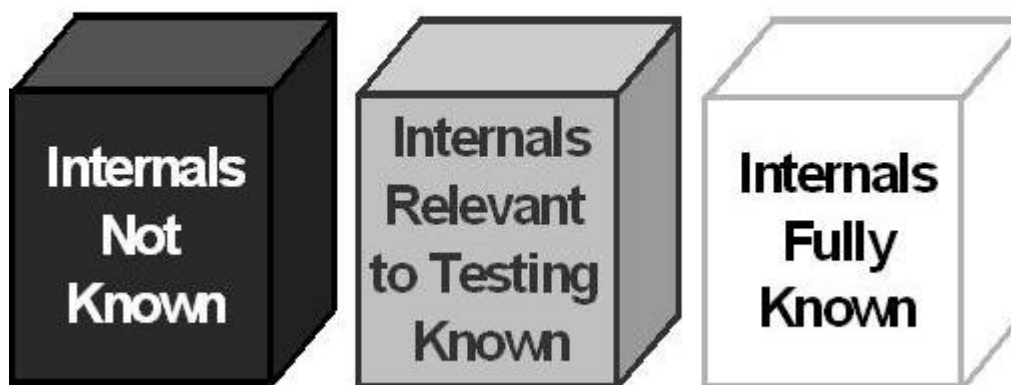 Internals
Not
Known
Internals
Relevant
to Testing
Known
Internals
Fully
Known